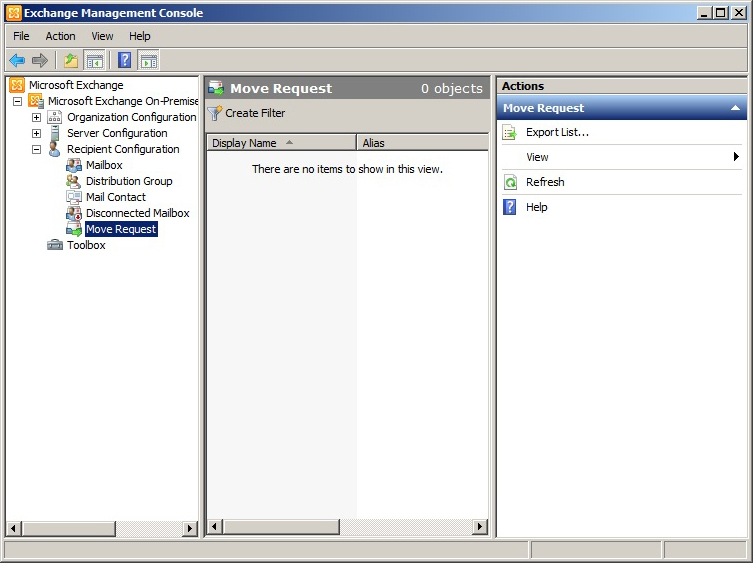 Exchange Management Console
File Action View Help
Microsoft Exchange
Microsoft Exchange On-Premise
Organization Configuration
Server Configuration
Recipient Configuration
Mailbox
Distribution Group
Mail Contact
Disconnected Mailbox
Move Request
Toolbox
Move Request 0 objects
Create Filter
Display Name Alias
There are no items to show in this view.
Actions
Move Request
Export List...
View
Refresh
Help